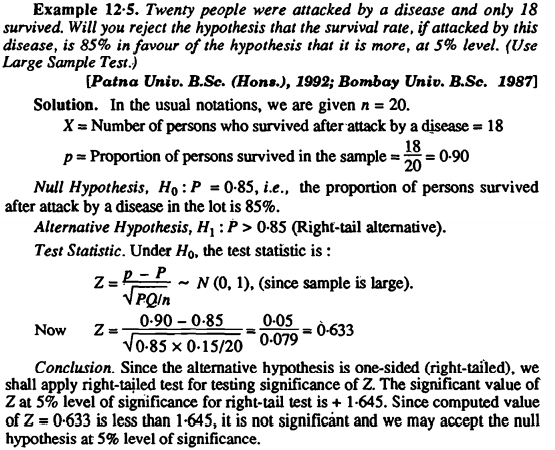 Example 12·5. Twenty people were attacked by a disease and only 18
survived. Will you reject the hypothesis that the survival rate, if attacked by this
disease, is 85% in favour of the hypothesis that it is more, at 5% level. (Use
Large Sample Test.)
[Patna Univ. B.Sc. (Hons.), 1992; Bombay Univ. B.Sc. 1987]
Solution. In the usual notations, we are given n = 20.
X = Number of persons who survived after attack by a disease = 18
p = Proportion of persons survived in the sample = 18/20 = 0·90
Null Hypothesis, H₀ : P = 0·85, i.e., the proportion of persons survived
after attack by a disease in the lot is 85%.
Alternative Hypothesis, H₁ : P > 0·85 (Right-tail alternative).
Test Statistic. Under H₀, the test statistic is :
Z = (p − P)/√(PQ/n) ~ N (0, 1), (since sample is large).
Now Z = (0·90 − 0·85)/√(0·85 × 0·15/20) = 0·05/0·079 = 0·633
Conclusion. Since the alternative hypothesis is one-sided (right-tailed), we
shall apply right-tailed test for testing significance of Z. The significant value of
Z at 5% level of significance for right-tail test is + 1·645. Since computed value
of Z = 0·633 is less than 1·645, it is not significant and we may accept the null
hypothesis at 5% level of significance.